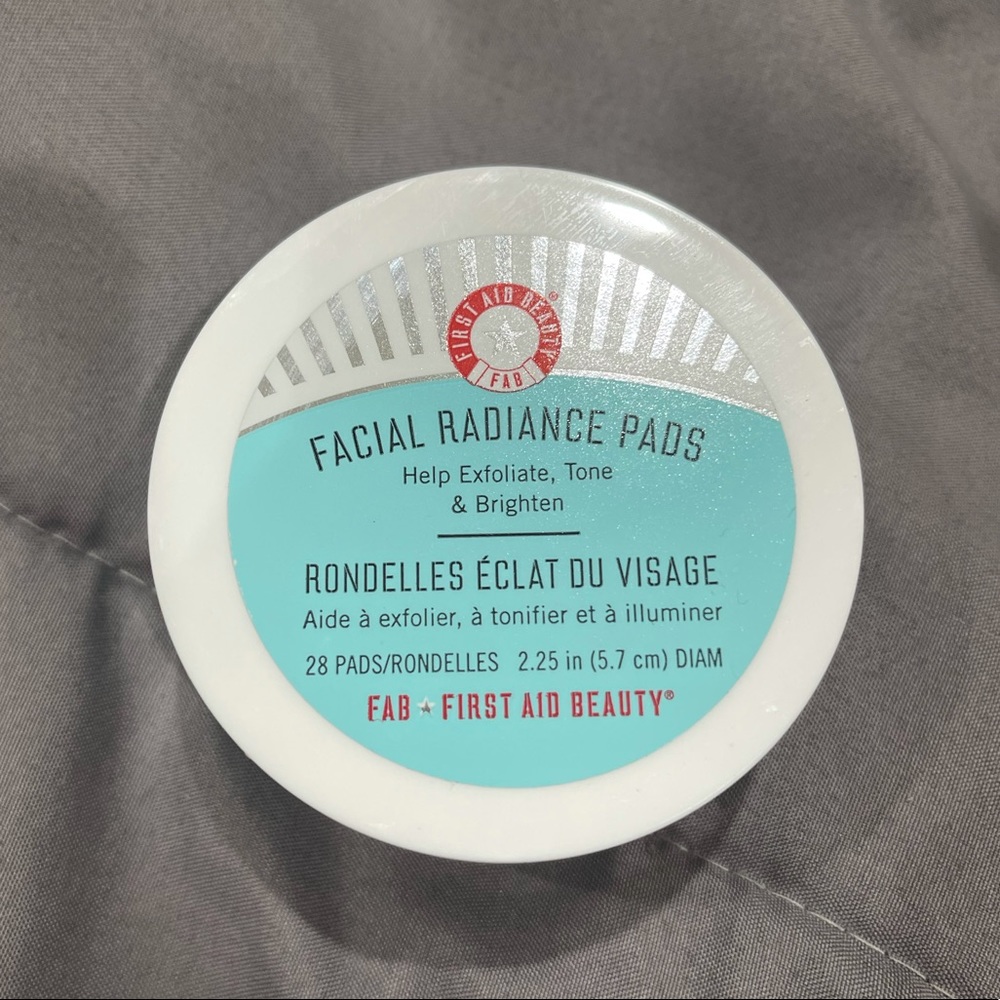 FIRST AID BEAUTY®
FAB
FACIAL RADIANCE PADS
Help Exfoliate, Tone
& Brighten
RONDELLES ÉCLAT DU VISAGE
Aide à exfolier, à tonifier et à illuminer
28 PADS/RONDELLES 2.25 in (5.7 cm) DIAM
FAB ★ FIRST AID BEAUTY®